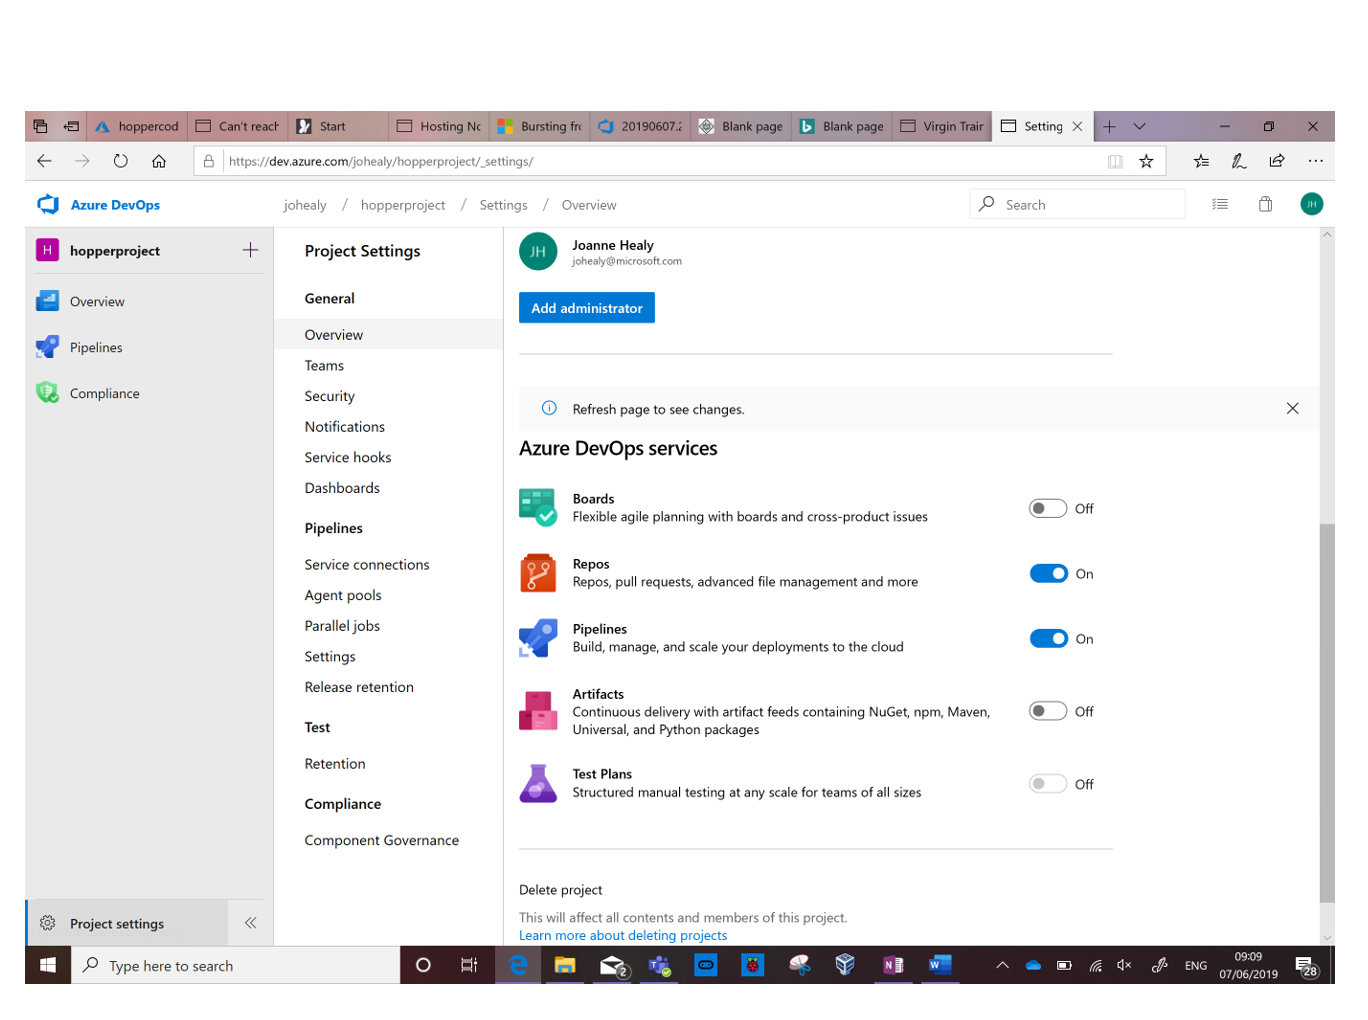 hoppercod
Can't reach
Start
Hosting Nc
Bursting fro
20190607.2
Blank page
Blank page
Virgin Train
Setting
https://dev.azure.com/johealy/hopperproject/_settings/
Azure DevOps
johealy / hopperproject / Settings / Overview
Search
JH
H hopperproject
Overview
Pipelines
Compliance
Project settings
Project Settings
General
Overview
Teams
Security
Notifications
Service hooks
Dashboards
Pipelines
Service connections
Agent pools
Parallel jobs
Settings
Release retention
Test
Retention
Compliance
Component Governance
JH
Joanne Healy
johealy@microsoft.com
Add administrator
Refresh page to see changes.
Azure DevOps services
Boards
Flexible agile planning with boards and cross-product issues
Off
Repos
Repos, pull requests, advanced file management and more
On
Pipelines
Build, manage, and scale your deployments to the cloud
On
Artifacts
Continuous delivery with artifact feeds containing NuGet, npm, Maven,
Universal, and Python packages
Off
Test Plans
Structured manual testing at any scale for teams of all sizes
Off
Delete project
This will affect all contents and members of this project.
Learn more about deleting projects
Type here to search
2
ENG
09:09
07/06/2019
28